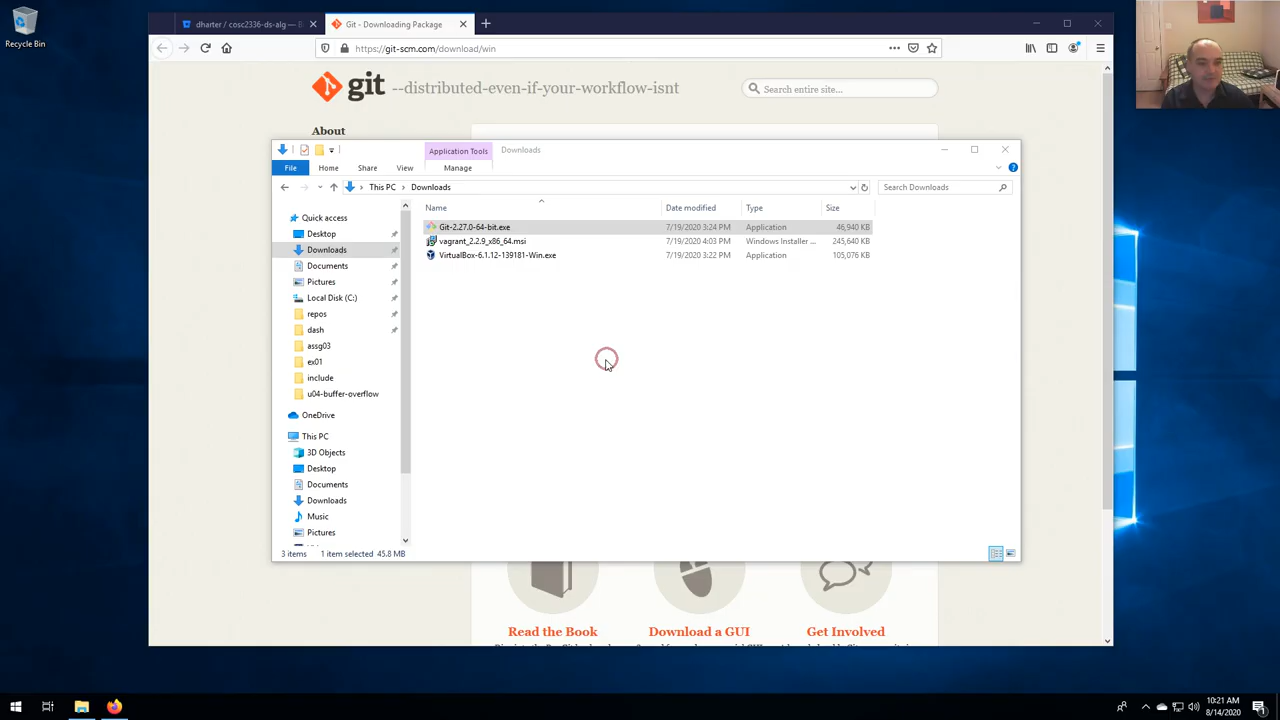 Recycle Bin
dharter / cosc2336-ds-alg — B
Git - Downloading Package
https://git-scm.com/download/win
git --distributed-even-if-your-workflow-isnt
Search entire site...
About
Application Tools
Downloads
File
Home
Share
View
Manage
This PC
Downloads
Search Downloads
Name
Date modified
Type
Size
Quick access
Desktop
Downloads
Documents
Pictures
Local Disk (C:)
repos
dash
assg03
ex01
include
u04-buffer-overflow
OneDrive
This PC
3D Objects
Desktop
Documents
Downloads
Music
Pictures
Git-2.27.0-64-bit.exe 7/19/2020 3:24 PM Application 46,940 KB
vagrant_2.2.9_x86_64.msi 7/19/2020 4:03 PM Windows Installer ... 245,640 KB
VirtualBox-6.1.12-139181-Win.exe 7/19/2020 3:22 PM Application 105,076 KB
3 items
1 item selected 45.8 MB
Read the Book
Download a GUI
Get Involved
10:21 AM
8/14/2020